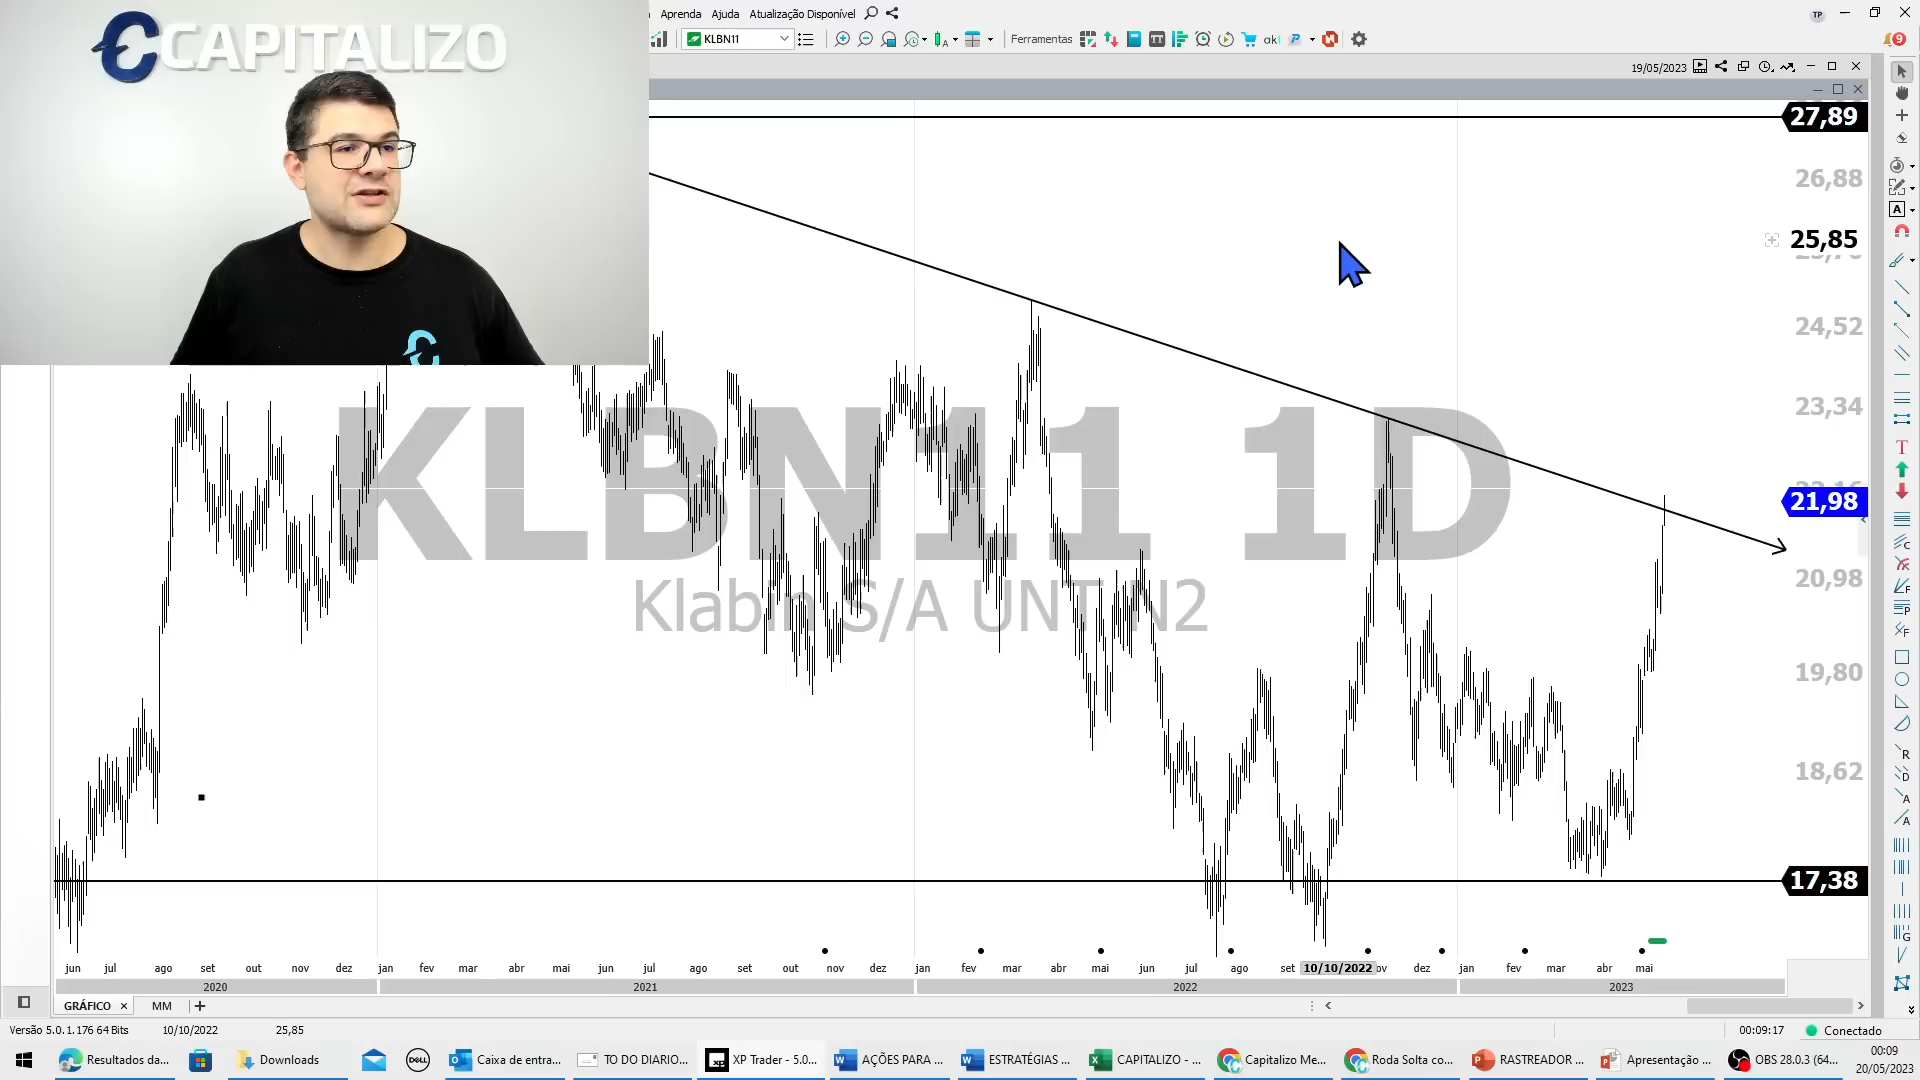 CAPITALIZO
Aprenda Ajuda Atualização Disponível
TP
KLBN11
Ferramentas
9
19/05/2023
27,89
26,88
25,85
24,52
23,34
21,98
20,98
19,80
18,62
17,38
KLBN11 1D
Klabin S/A UNT N2
jun jul ago set out nov dez jan fev mar abr mai jun jul ago set out nov dez jan fev mar abr mai jun jul ago set 10/10/2022 ov dez jan fev mar abr mai
2020 2021 2022 2023
GRÁFICO MM
Versão 5.0.1.176 64 Bits 10/10/2022 25,85 00:09:17 Conectado
Resultados da... Downloads DELL Caixa de entra... TO DO DIARIO... XP Trader - 5.0... AÇÕES PARA ... ESTRATÉGIAS ... CAPITALIZO - ... Capitalizo Me... Roda Solta co... RASTREADOR ... Apresentação ... OBS 28.0.3 (64... 00:09
20/05/2023